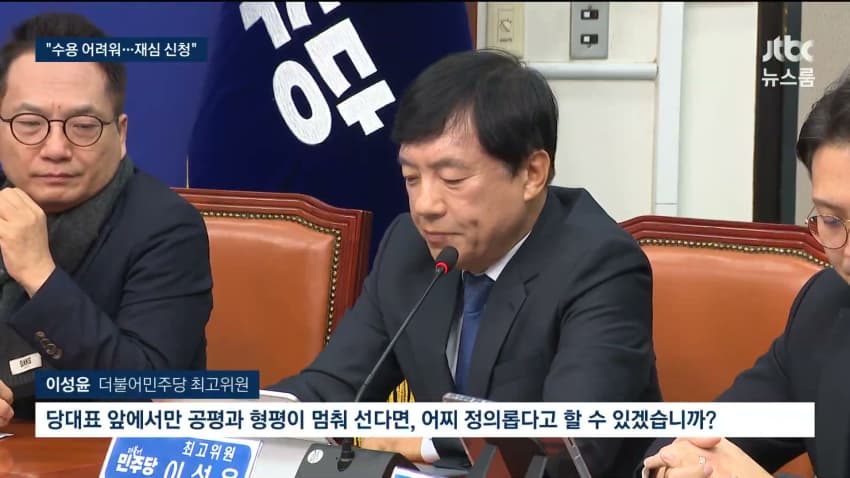 "수용 어려워…재심 신청"
jtbc
뉴스룸
이성윤 더불어민주당 최고위원
당대표 앞에서만 공평과 형평이 멈춰 선다면, 어찌 정의롭다고 할 수 있겠습니까?
최고위원
민주당
이성윤